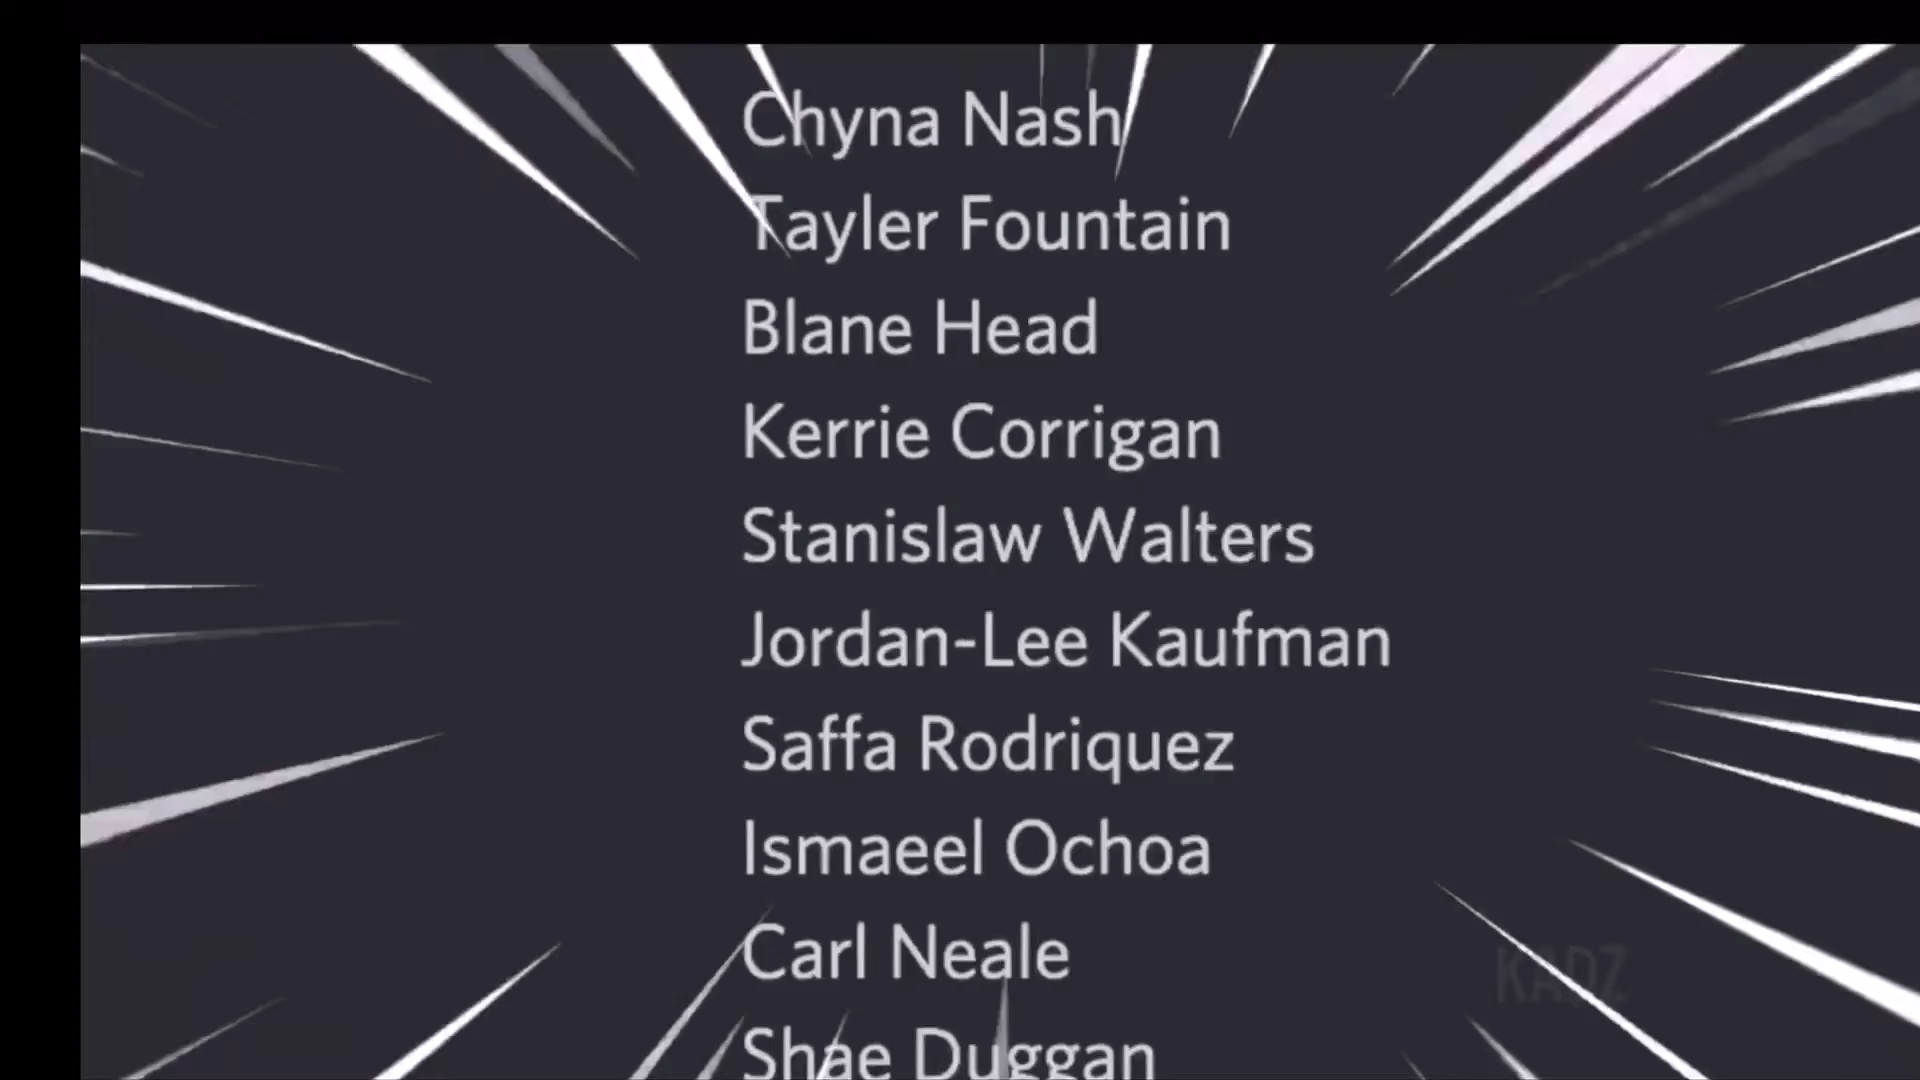 Chyna Nash
Tayler Fountain
Blane Head
Kerrie Corrigan
Stanislaw Walters
Jordan-Lee Kaufman
Saffa Rodriquez
Ismaeel Ochoa
Carl Neale
KADZ
Shae Duggan